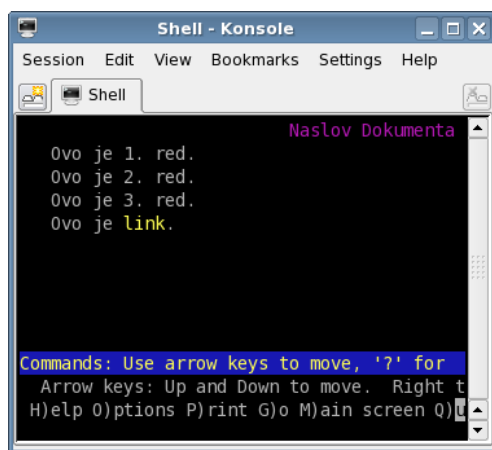 Shell - Konsole
Session Edit View Bookmarks Settings Help
Shell
Naslov Dokumenta
Ovo je 1. red.
Ovo je 2. red.
Ovo je 3. red.
Ovo je link.
Commands: Use arrow keys to move, '?' for
Arrow keys: Up and Down to move. Right t
H)elp O)ptions P)rint G)o M)ain screen Q)u